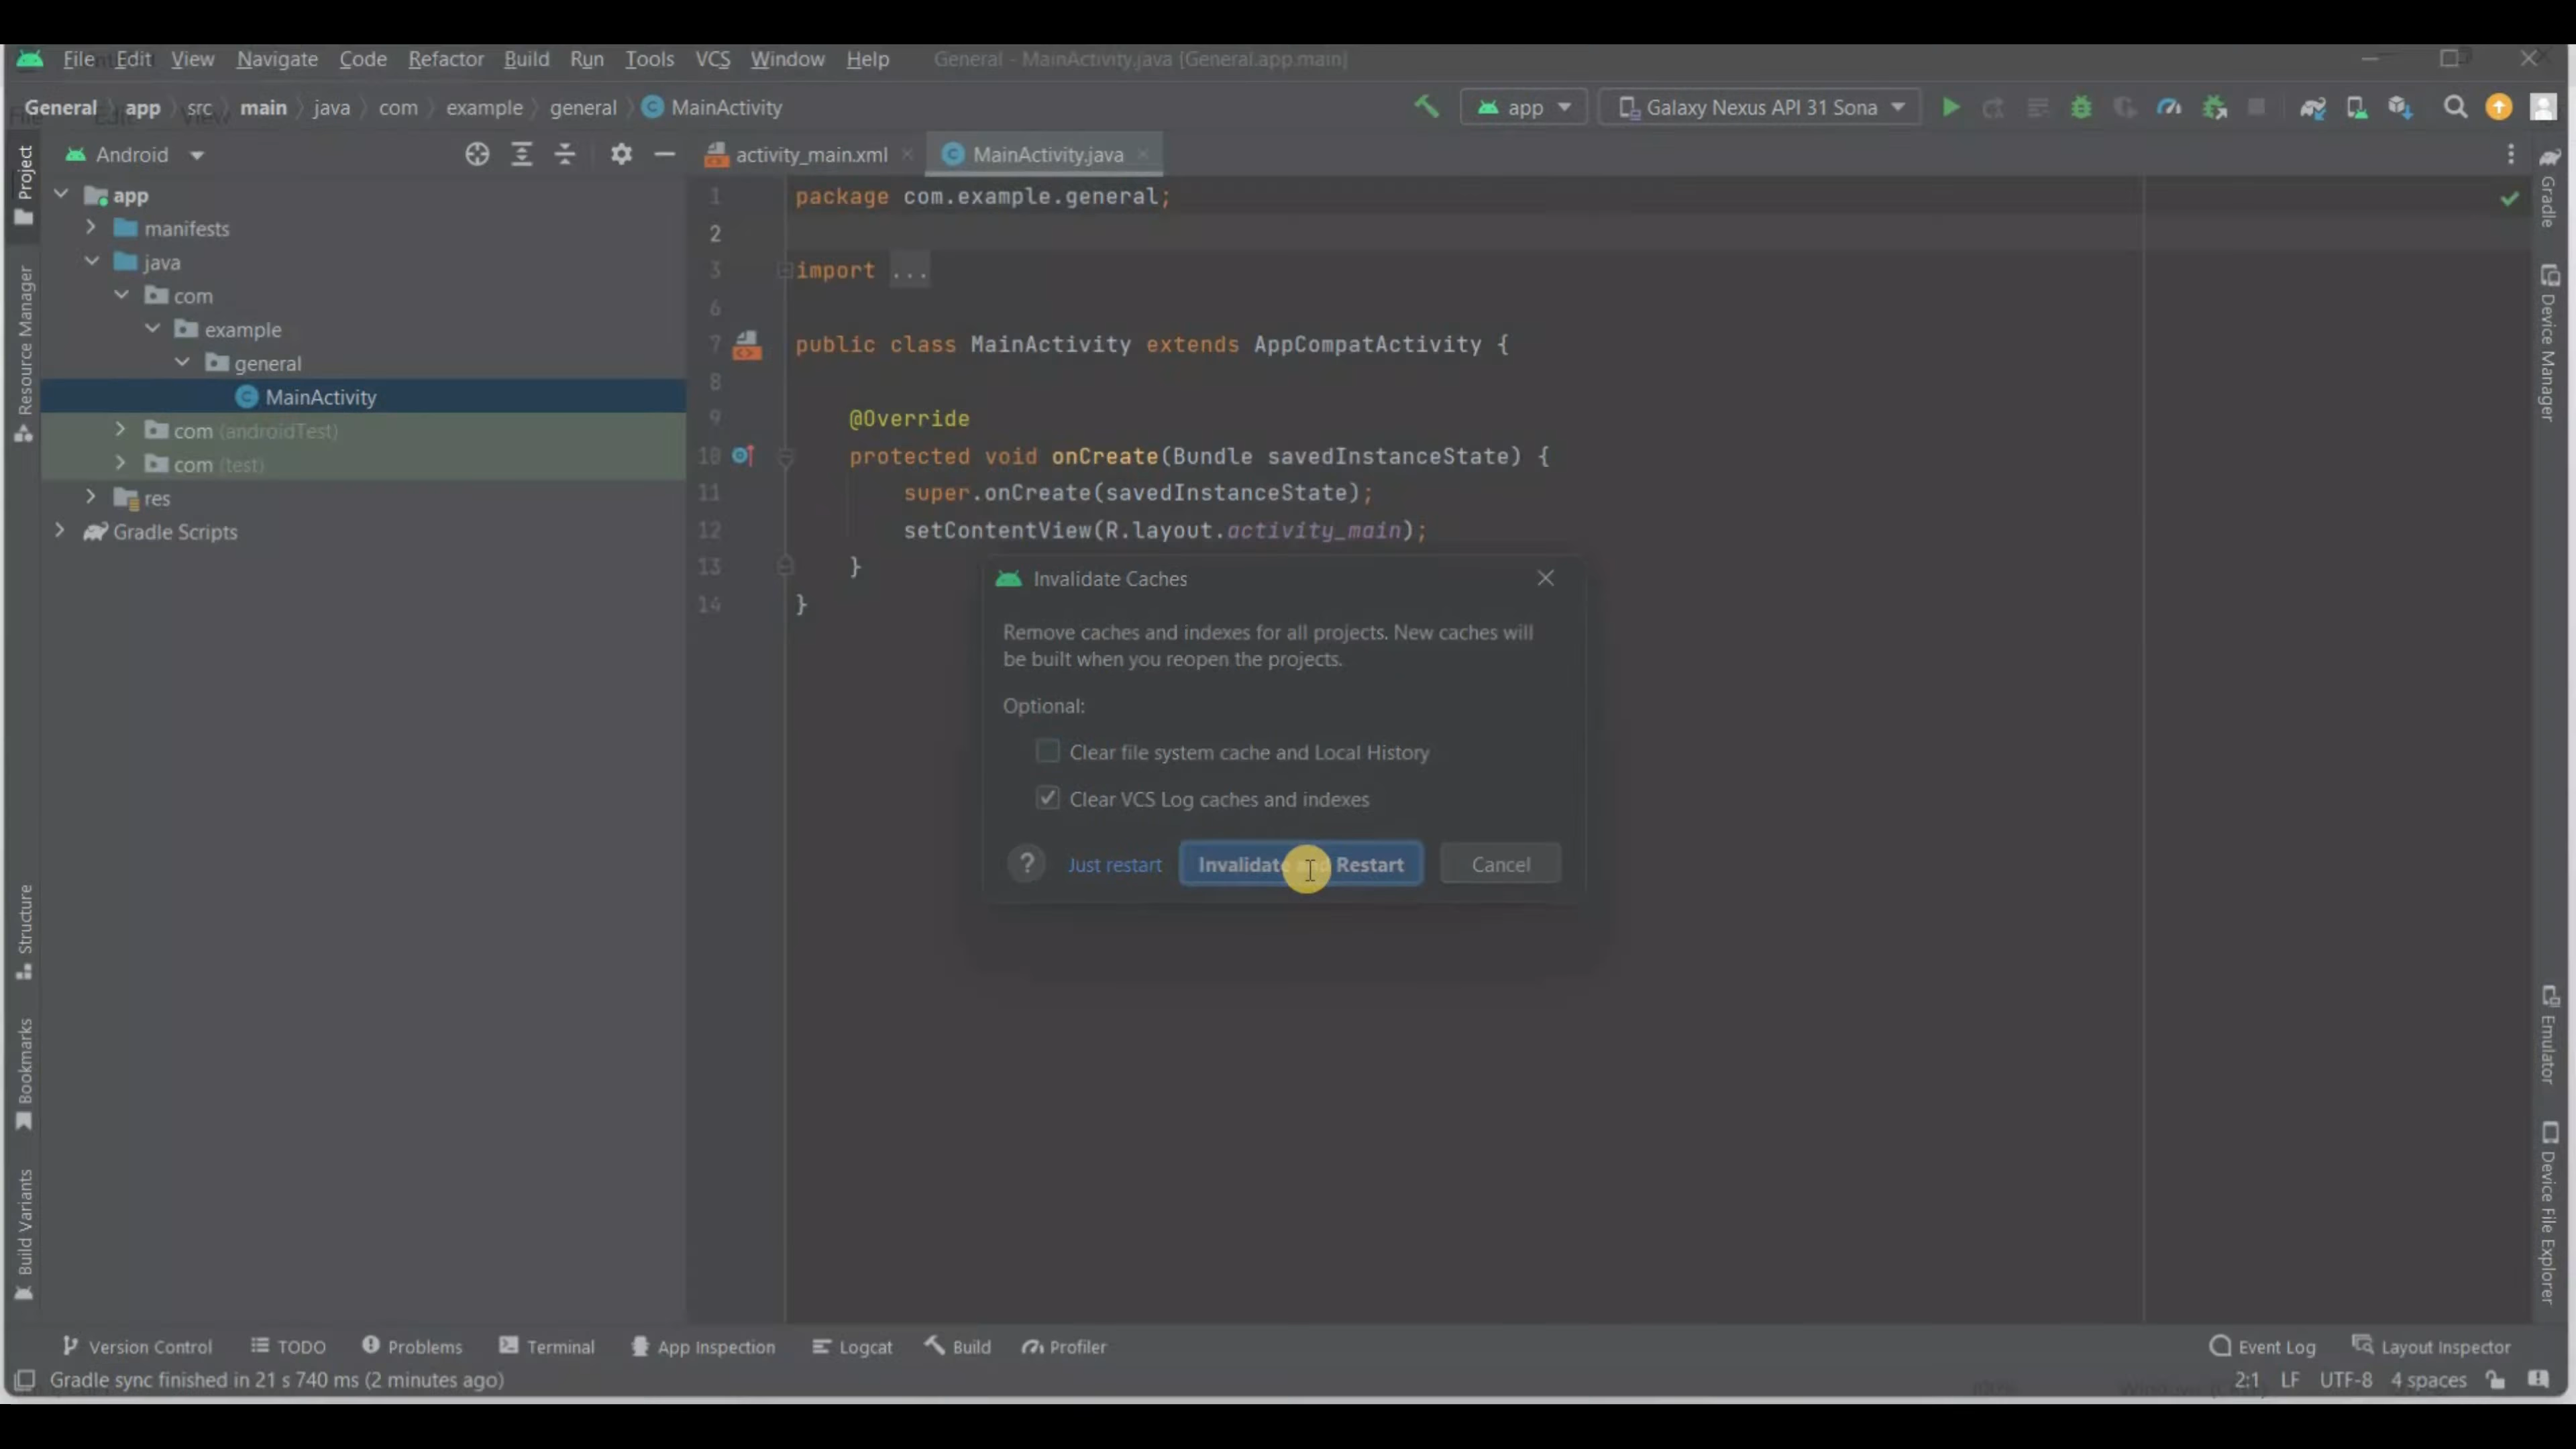 File Edit View Navigate Code Refactor Build Run Tools VCS Window Help General - MainActivity.java [General.app.main]
General app src main java com example general MainActivity app Galaxy Nexus API 31 Sona
Android
activity_main.xml MainActivity.java
Project
Resource Manager
Structure
Bookmarks
Build Variants
app
manifests
java
com
example
general
MainActivity
com (androidTest)
com (test)
res
Gradle Scripts
1 package com.example.general;
2
3 import ...
6
7 public class MainActivity extends AppCompatActivity {
8
9 @Override
10 protected void onCreate(Bundle savedInstanceState) {
11 super.onCreate(savedInstanceState);
12 setContentView(R.layout.activity_main);
13 }
14 }
Invalidate Caches
Remove caches and indexes for all projects. New caches will
be built when you reopen the projects.
Optional:
Clear file system cache and Local History
Clear VCS Log caches and indexes
? Just restart Invalidate and Restart Cancel
Gradle
Device Manager
Emulator
Device File Explorer
Version Control TODO Problems Terminal App Inspection Logcat Build Profiler Event Log Layout Inspector
Gradle sync finished in 21 s 740 ms (2 minutes ago) 2:1 LF UTF-8 4 spaces